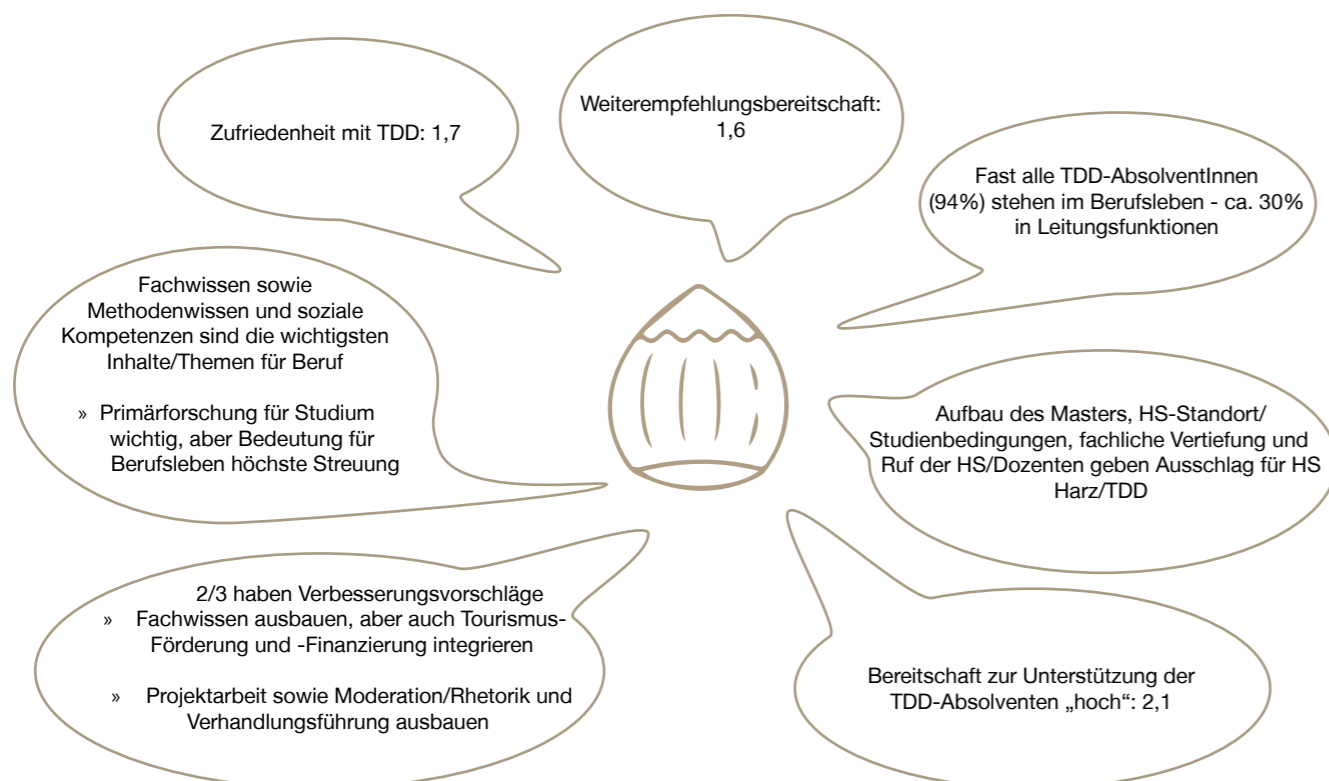 Zufriedenheit mit TDD: 1,7
Weiterempfehlungsbereitschaft:
1,6
Fast alle TDD-AbsolventInnen
(94%) stehen im Berufsleben - ca. 30%
in Leitungsfunktionen
Fachwissen sowie
Methodenwissen und soziale
Kompetenzen sind die wichtigsten
Inhalte/Themen für Beruf
» Primärforschung für Studium
wichtig, aber Bedeutung für
Berufsleben höchste Streuung
Aufbau des Masters, HS-Standort/
Studienbedingungen, fachliche Vertiefung und
Ruf der HS/Dozenten geben Ausschlag für HS
Harz/TDD
2/3 haben Verbesserungsvorschläge
» Fachwissen ausbauen, aber auch Tourismus-
Förderung und -Finanzierung integrieren
» Projektarbeit sowie Moderation/Rhetorik und
Verhandlungsführung ausbauen
Bereitschaft zur Unterstützung der
TDD-Absolventen „hoch“: 2,1